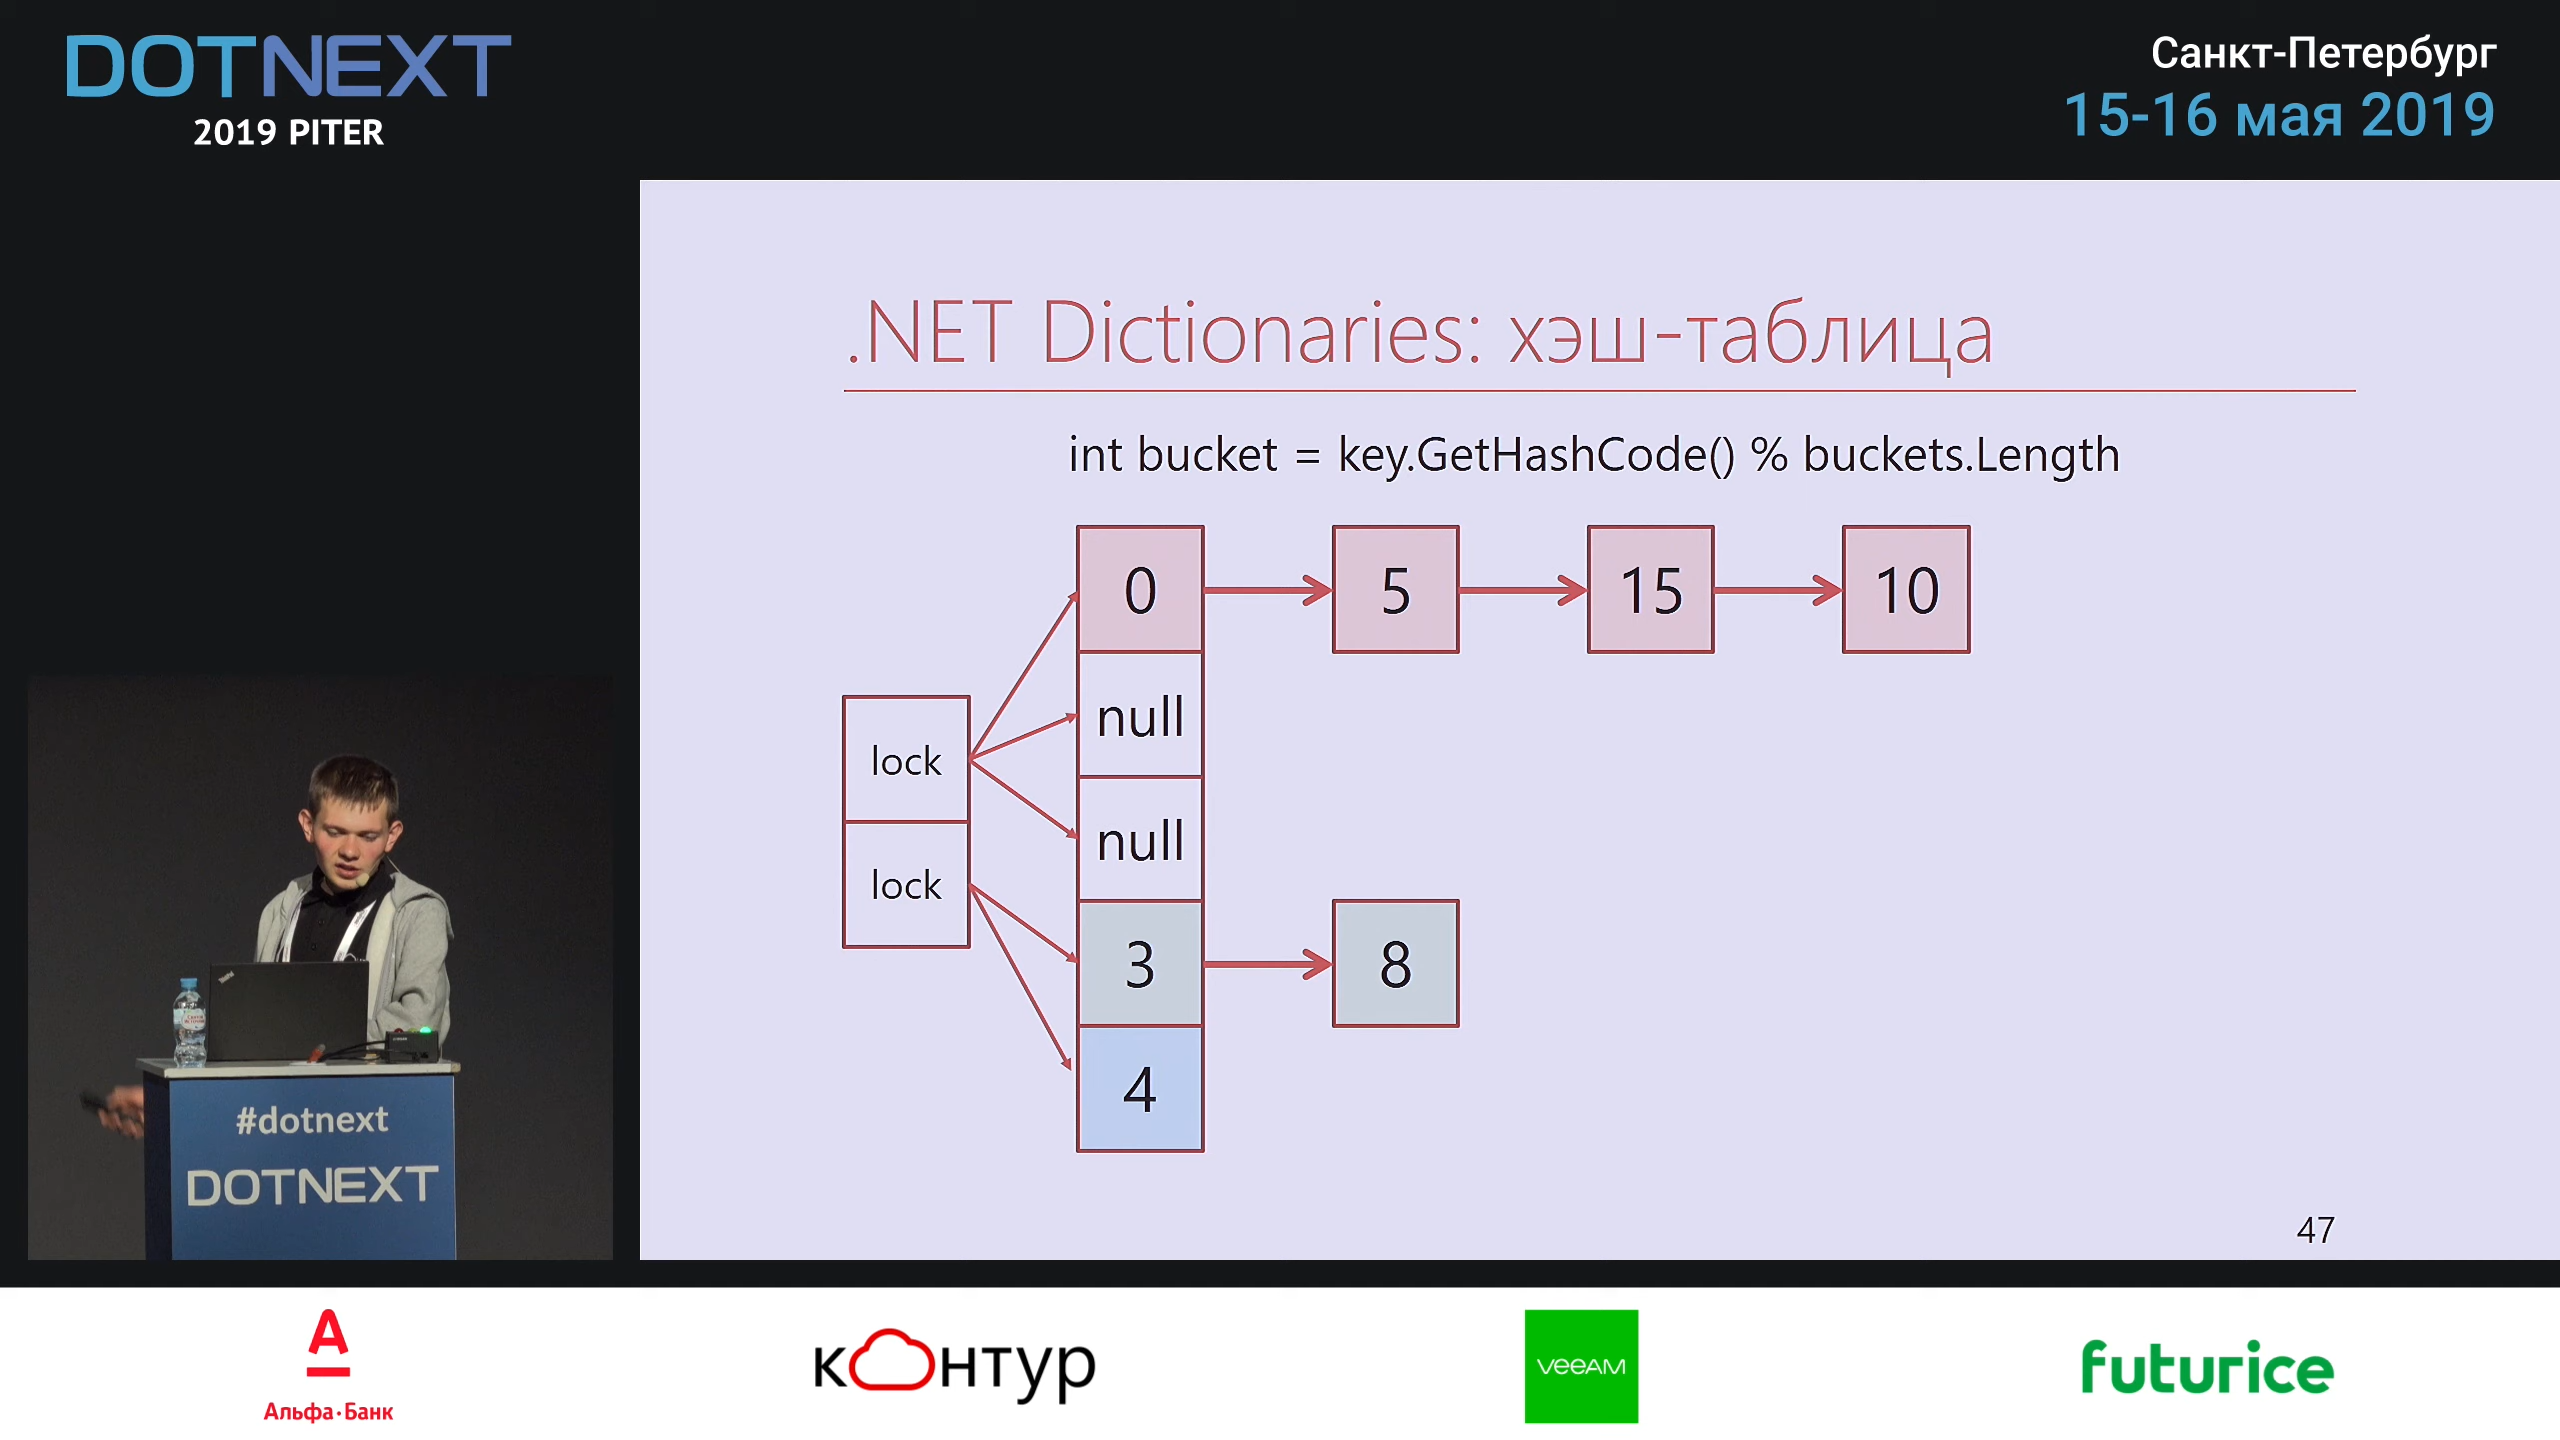 DOTNEXT
2019 PITER
Санкт-Петербург
15-16 мая 2019
.NET Dictionaries: хэш-таблица
int bucket = key.GetHashCode() % buckets.Length
0
5
15
10
null
lock
null
lock
3
8
4
47
#dotnext
DOTNEXT
А
Альфа·Банк
контур
veeam
futurice